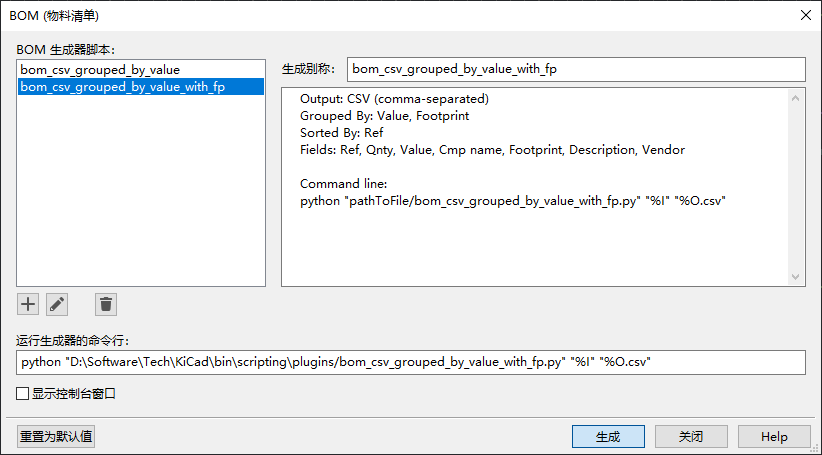 BOM (物料清单)
BOM 生成器脚本：
bom_csv_grouped_by_value
bom_csv_grouped_by_value_with_fp
生成别称： bom_csv_grouped_by_value_with_fp
Output: CSV (comma-separated)
Grouped By: Value, Footprint
Sorted By: Ref
Fields: Ref, Qnty, Value, Cmp name, Footprint, Description, Vendor
Command line:
python "pathToFile/bom_csv_grouped_by_value_with_fp.py" "%I" "%O.csv"
运行生成器的命令行：
python "D:\Software\Tech\KiCad\bin\scripting\plugins/bom_csv_grouped_by_value_with_fp.py" "%I" "%O.csv"
显示控制台窗口
重置为默认值 生成 关闭 Help